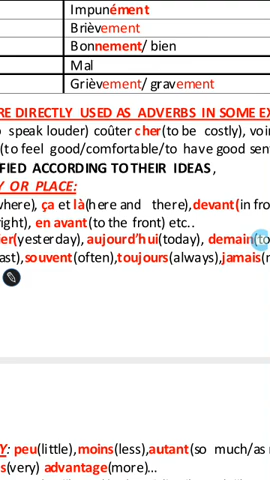 Impunément
Brièvement
Bonnement/ bien
Mal
Grièvement/ gravement
RE DIRECTLY USED AS ADVERBS IN SOME EX
speak louder) coûter cher(to be costly), voi
(to feel good/comfortable/to have good sen
FIED ACCORDING TO THEIR IDEAS,
Y OR PLACE:
where), ça et là(here and there),devant(in fro
right), en avant(to the front) etc..
ier(yesterday), aujourd'hui(today), demain(to
ast),souvent(often),toujours(always),jamais(n
Y: peu(little),moins(less),autant(so much/as
s(very) advantage(more)...